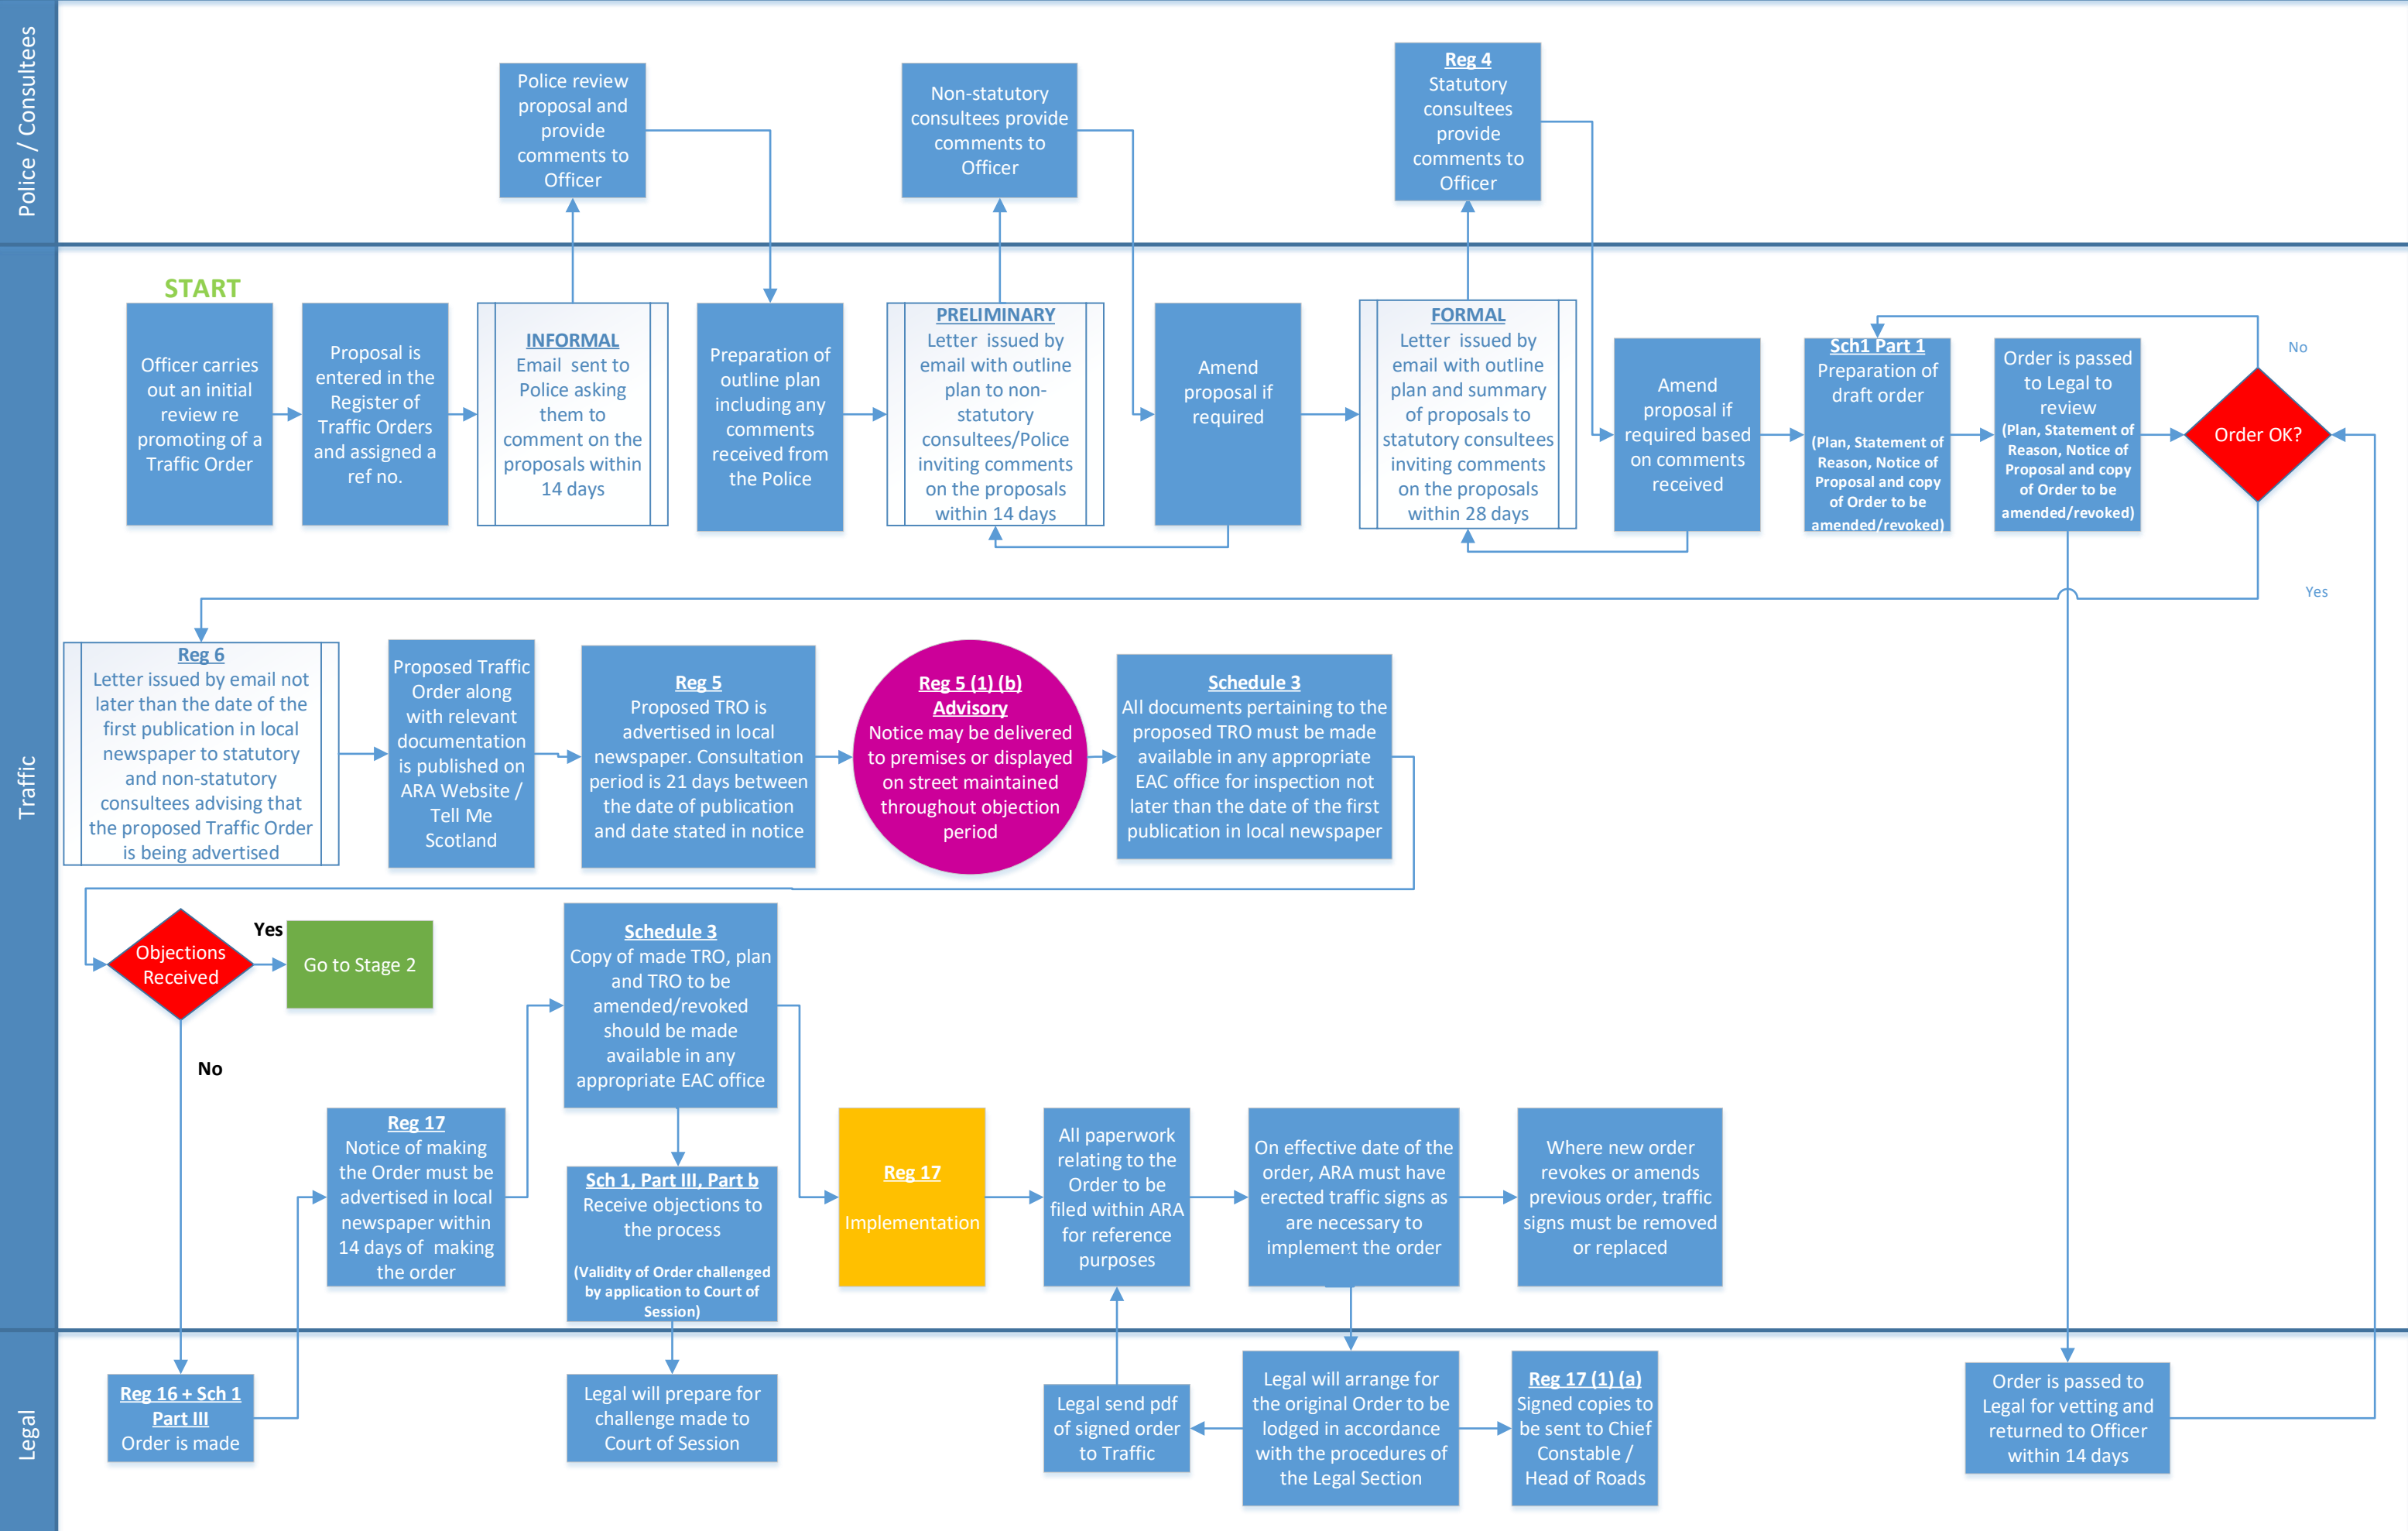 Police / Consultees
Police review
proposal and
provide
comments to
Officer
Non-statutory
consultees provide
comments to
Officer
Reg 4
Statutory
consultees
provide
comments to
Officer
Traffic
START
Officer carries
out an initial
review re
promoting of a
Traffic Order
Proposal is
entered in the
Register of
Traffic Orders
and assigned a
ref no.
INFORMAL
Email  sent to
Police asking
them to
comment on the
proposals within
14 days
Preparation of
outline plan
including any
comments
received from
the Police
PRELIMINARY
Letter  issued by
email with outline
plan to non-
statutory
consultees/Police
inviting comments
on the proposals
within 14 days
Amend
proposal if
required
FORMAL
Letter  issued by
email with outline
plan and summary
of proposals to
statutory consultees
inviting comments
on the proposals
within 28 days
Amend
proposal if
required based
on comments
received
Sch1 Part 1
Preparation of
draft order
(Plan, Statement of
Reason, Notice of
Proposal and copy
of Order to be
amended/revoked)
Order is passed
to Legal to
review
(Plan, Statement of
Reason, Notice of
Proposal and copy
of Order to be
amended/revoked)
Order OK?
No
Yes
Reg 6
Letter issued by email not
later than the date of the
first publication in local
newspaper to statutory
and non-statutory
consultees advising that
the proposed Traffic Order
is being advertised
Proposed Traffic
Order along
with relevant
documentation
is published on
ARA Website /
Tell Me
Scotland
Reg 5
Proposed TRO is
advertised in local
newspaper. Consultation
period is 21 days between
the date of publication
and date stated in notice
Reg 5 (1) (b)
Advisory
Notice may be delivered
to premises or displayed
on street maintained
throughout objection
period
Schedule 3
All documents pertaining to the
proposed TRO must be made
available in any appropriate
EAC office for inspection not
later than the date of the first
publication in local newspaper
Objections
Received
Yes
Go to Stage 2
No
Reg 17
Notice of making
the Order must be
advertised in local
newspaper within
14 days of  making
the order
Schedule 3
Copy of made TRO, plan
and TRO to be
amended/revoked
should be made
available in any
appropriate EAC office
Sch 1, Part III, Part b
Receive objections to
the process
(Validity of Order challenged
by application to Court of
Session)
Reg 17
Implementation
All paperwork
relating to the
Order to be
filed within ARA
for reference
purposes
On effective date of the
order, ARA must have
erected traffic signs as
are necessary to
implement the order
Where new order
revokes or amends
previous order, traffic
signs must be removed
or replaced
Legal
Reg 16 + Sch 1
Part III
Order is made
Legal will prepare for
challenge made to
Court of Session
Legal send pdf
of signed order
to Traffic
Legal will arrange for
the original Order to be
lodged in accordance
with the procedures of
the Legal Section
Reg 17 (1) (a)
Signed copies to
be sent to Chief
Constable /
Head of Roads
Order is passed to
Legal for vetting and
returned to Officer
within 14 days